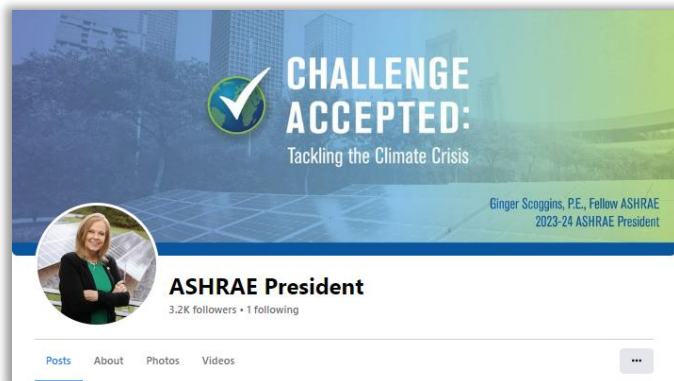 CHALLENGE
ACCEPTED:
Tackling the Climate Crisis
Ginger Scoggins, P.E., Fellow ASHRAE
2023-24 ASHRAE President
ASHRAE President
3.2K followers • 1 following
Posts About Photos Videos